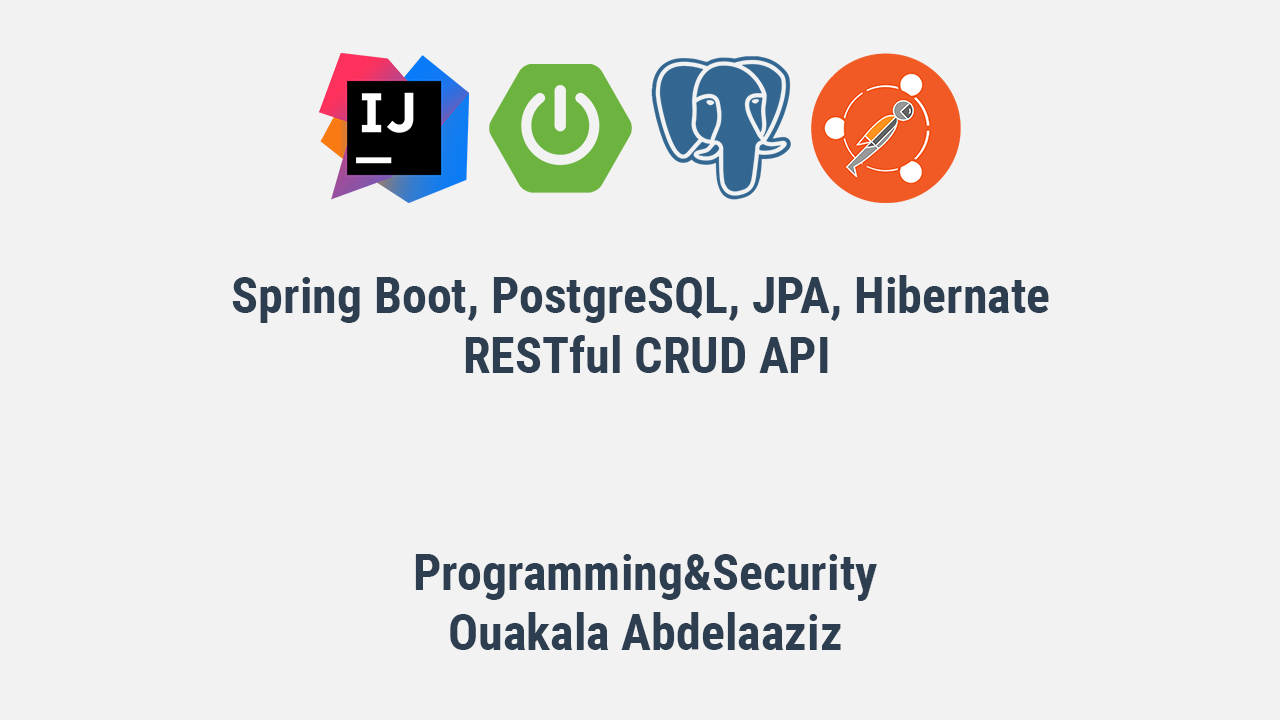 IJ
Spring Boot, PostgreSQL, JPA, Hibernate
RESTful CRUD API
Programming&Security
Ouakala Abdelaaziz